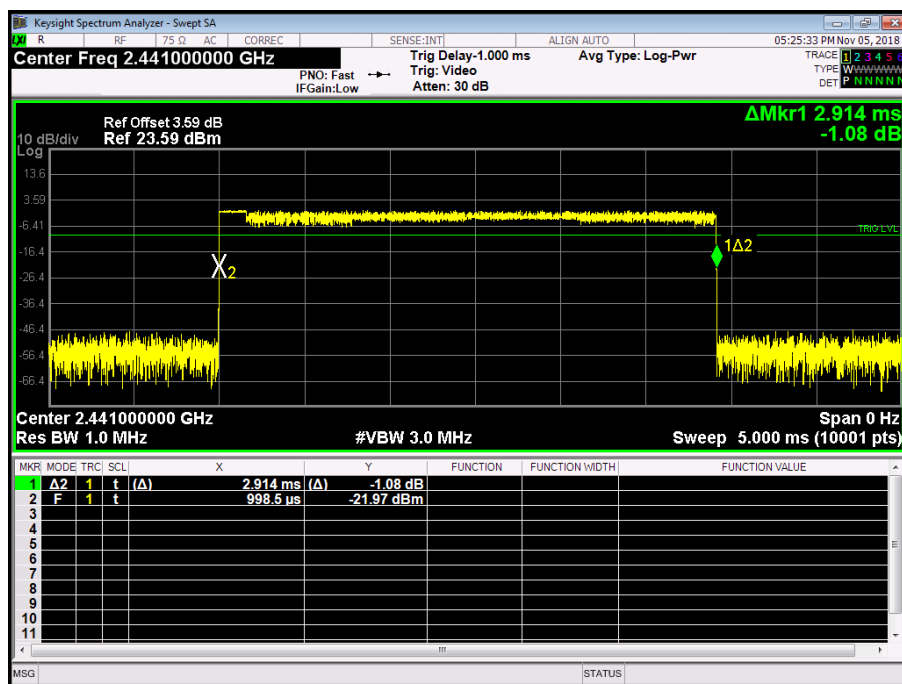 Keysight Spectrum Analyzer - Swept SA
LXI R RF 75 Ω AC CORREC SENSE:INT ALIGN AUTO 05:25:33 PM Nov 05, 2018
Center Freq 2.441000000 GHz
PNO: Fast
IFGain:Low
Trig Delay-1.000 ms
Trig: Video
Atten: 30 dB
Avg Type: Log-Pwr
TRACE 1 2 3 4 5 6
TYPE WWWWWW
DET P N N N N N
ΔMkr1 2.914 ms
-1.08 dB
Ref Offset 3.59 dB
10 dB/div Ref 23.59 dBm
Log
13.6
3.59
-6.41
TRIG LVL
-16.4
1Δ2
2
-26.4
-36.4
-46.4
-56.4
-66.4
Center 2.441000000 GHz Span 0 Hz
Res BW 1.0 MHz #VBW 3.0 MHz Sweep 5.000 ms (10001 pts)
MKR MODE TRC SCL X Y FUNCTION FUNCTION WIDTH FUNCTION VALUE
1 Δ2 1 t (Δ) 2.914 ms (Δ) -1.08 dB
2 F 1 t 998.5 µs -21.97 dBm
3
4
5
6
7
8
9
10
11
MSG STATUS